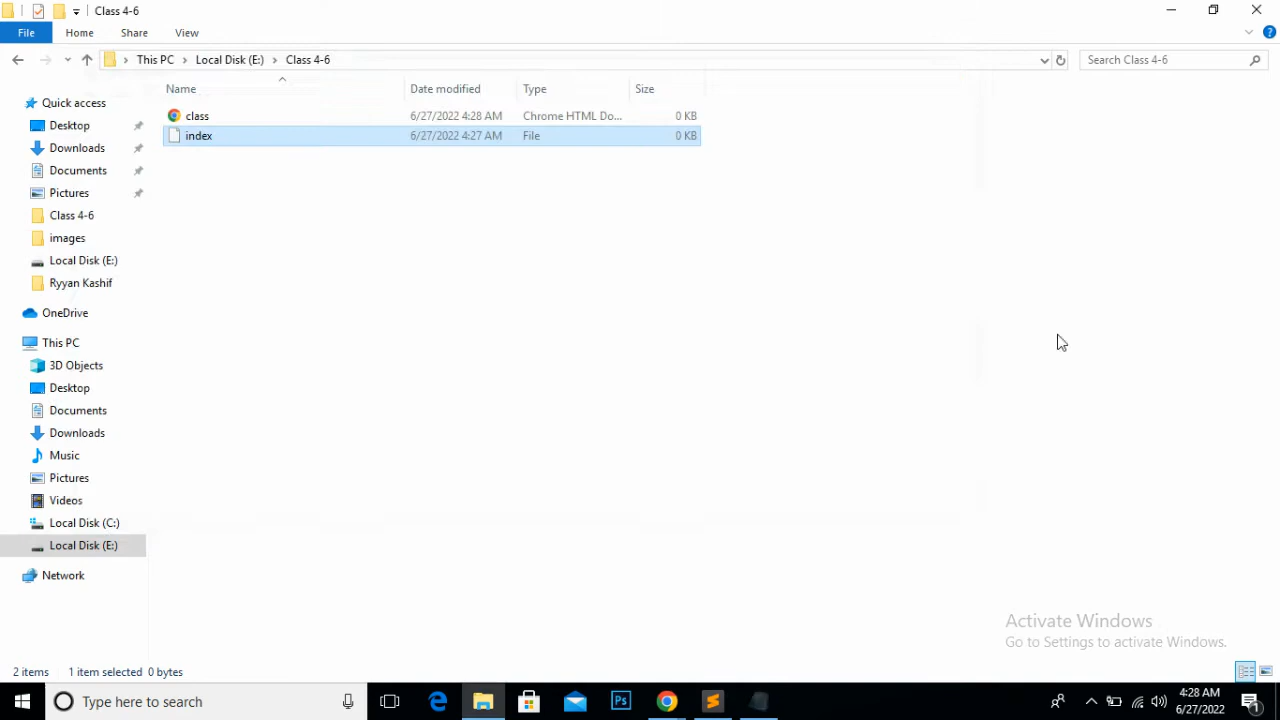 Class 4-6
File Home Share View
This PC Local Disk (E:) Class 4-6 Search Class 4-6
Name Date modified Type Size
class 6/27/2022 4:28 AM Chrome HTML Do... 0 KB
index 6/27/2022 4:27 AM File 0 KB
Quick access
Desktop
Downloads
Documents
Pictures
Class 4-6
images
Local Disk (E:)
Ryyan Kashif
OneDrive
This PC
3D Objects
Desktop
Documents
Downloads
Music
Pictures
Videos
Local Disk (C:)
Local Disk (E:)
Network
Activate Windows
Go to Settings to activate Windows.
2 items 1 item selected 0 bytes
Type here to search
Ps
4:28 AM
6/27/2022
1